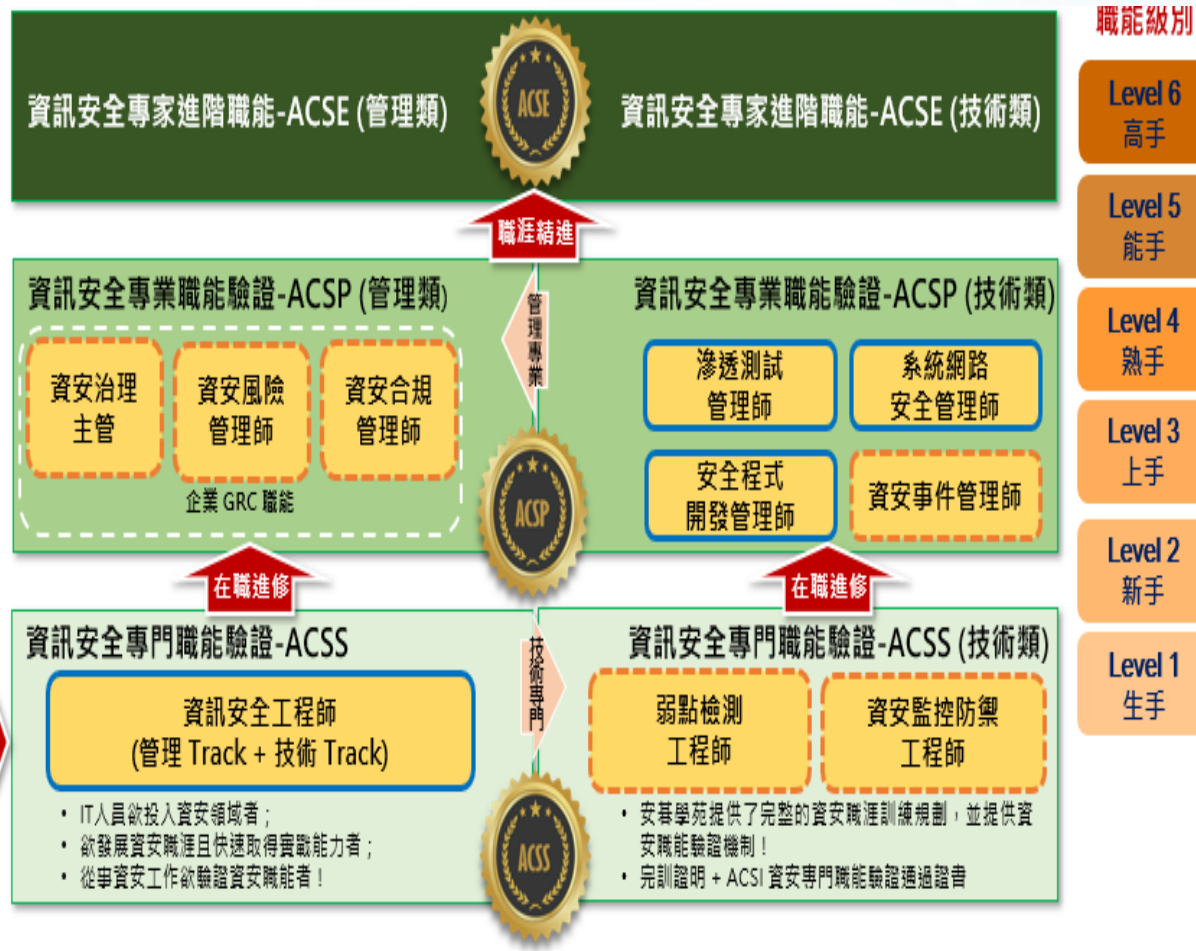 職能級別
資訊安全專家進階職能-ACSE (管理類)
ACSE
資訊安全專家進階職能-ACSE (技術類)
職涯精進
資訊安全專業職能驗證-ACSP (管理類)
資安治理
主管
資安風險
管理師
資安合規
管理師
企業 GRC 職能
管理專業
ACSP
資訊安全專業職能驗證-ACSP (技術類)
滲透測試
管理師
系統網路
安全管理師
安全程式
開發管理師
資安事件管理師
在職進修
在職進修
資訊安全專門職能驗證-ACSS
資訊安全工程師
(管理 Track + 技術 Track)
• IT人員欲投入資安領域者；
• 欲發展資安職涯且快速取得實戰能力者；
• 從事資安工作欲驗證資安職能者！
技術專門
ACSS
資訊安全專門職能驗證-ACSS (技術類)
弱點檢測
工程師
資安監控防禦
工程師
• 安碁學苑提供了完整的資安職涯訓練規劃，並提供資
安職能驗證機制！
• 完訓證明 + ACSI 資安專門職能驗證通過證書
Level 6
高手
Level 5
能手
Level 4
熟手
Level 3
上手
Level 2
新手
Level 1
生手